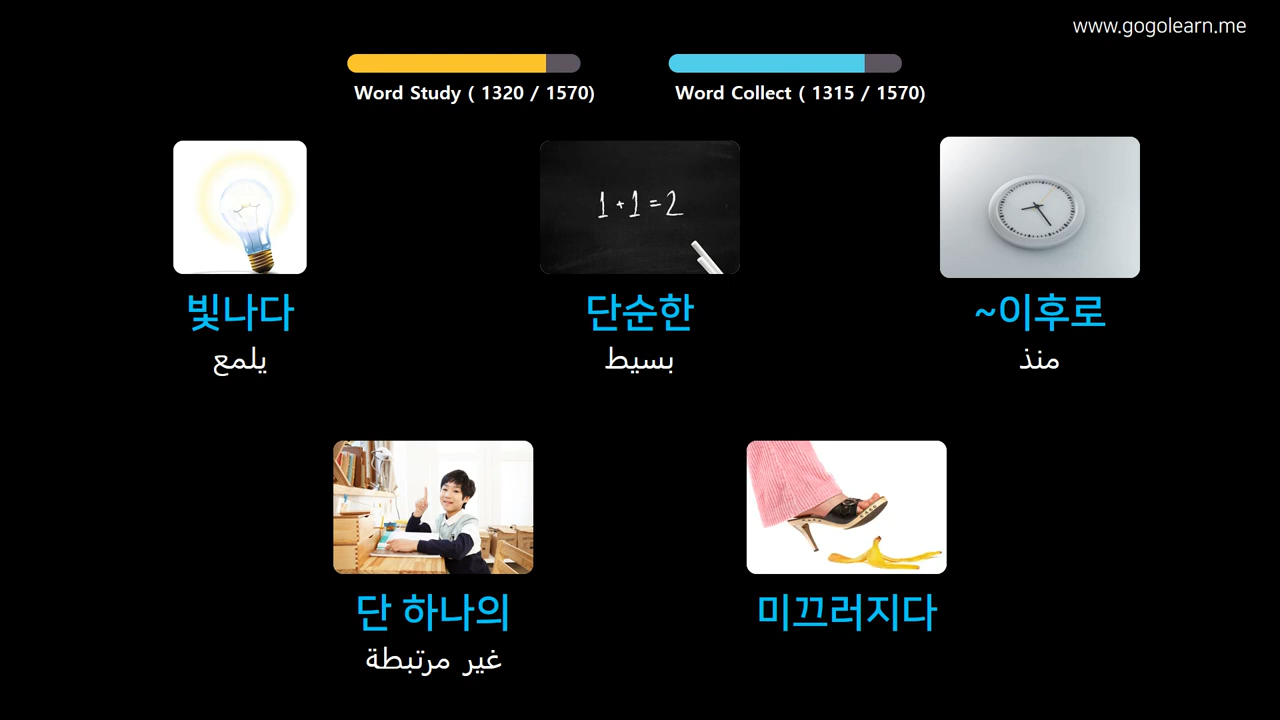 www.gogolearn.me
Word Study ( 1320 / 1570)
Word Collect ( 1315 / 1570)
1+1=2
빛나다
يلمع
단순한
بسيط
~이후로
منذ
단 하나의
غير مرتبطة
미끄러지다